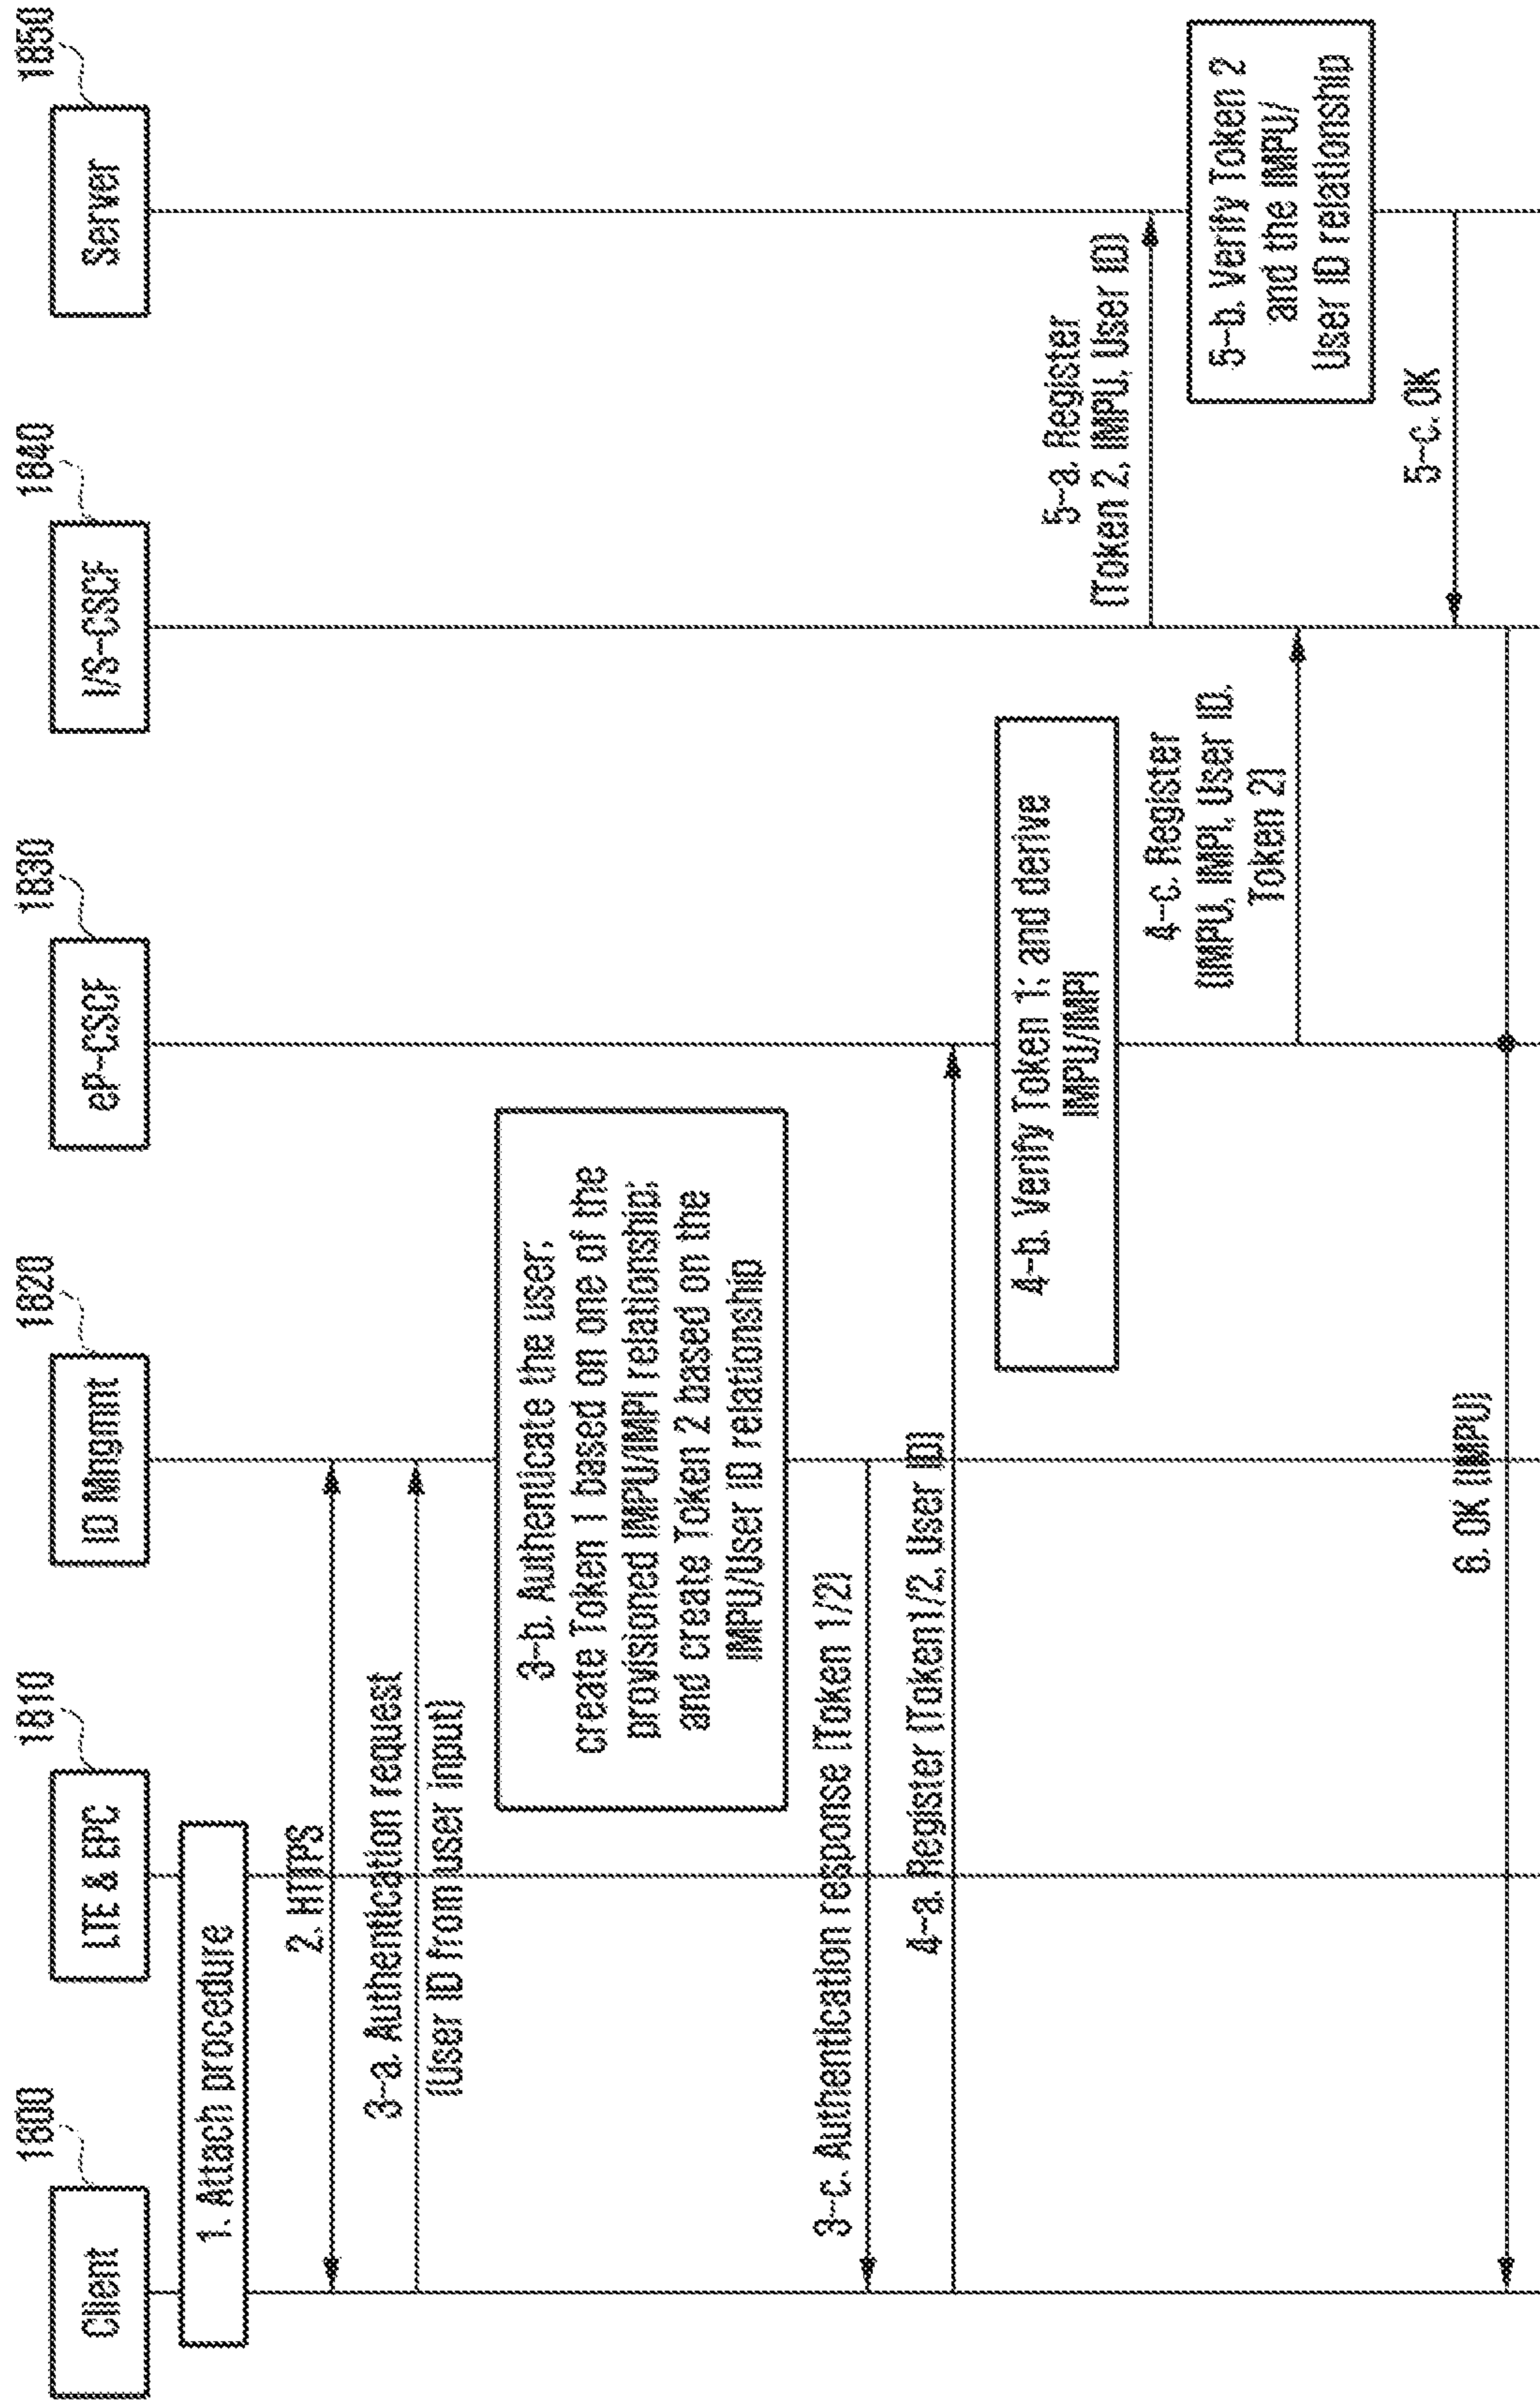 1800
1810
1820
1830
1840
1850
Client
LTE & EPC
ID Mngmnt
eP-CSCF
I/S-CSCF
Server
1. Attach procedure
2. HTTPS
3-a. Authentication request
(User ID from user input)
3-b. Authenticate the user.
create Token 1 based on one of the
provisioned IMPU/IMPI relationship;
and create Token 2 based on the
IMPU/User ID relationship
3-c. Authentication response (Token 1/2)
4-a. Register (Token1/2, User ID)
4-b. Verify Token 1; and derive
IMPU/IMPI
4-c. Register
(IMPU, IMPI, User ID,
Token 2)
5-a. Register
(Token 2, IMPU, User ID)
5-b. Verify Token 2
and the IMPU/
User ID relationship
5-c. OK
6. OK (IMPU)